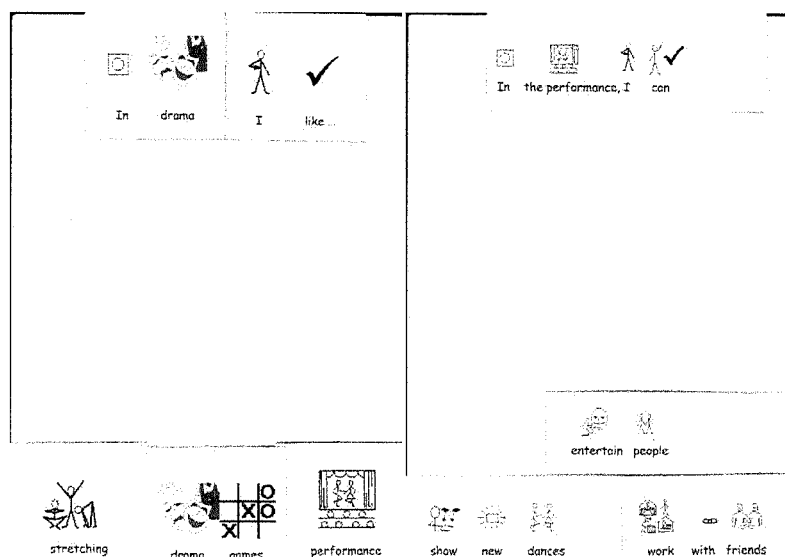 In drama I like ...
stretching drama games performance
In the performance, I can
entertain people
show new dances work with friends